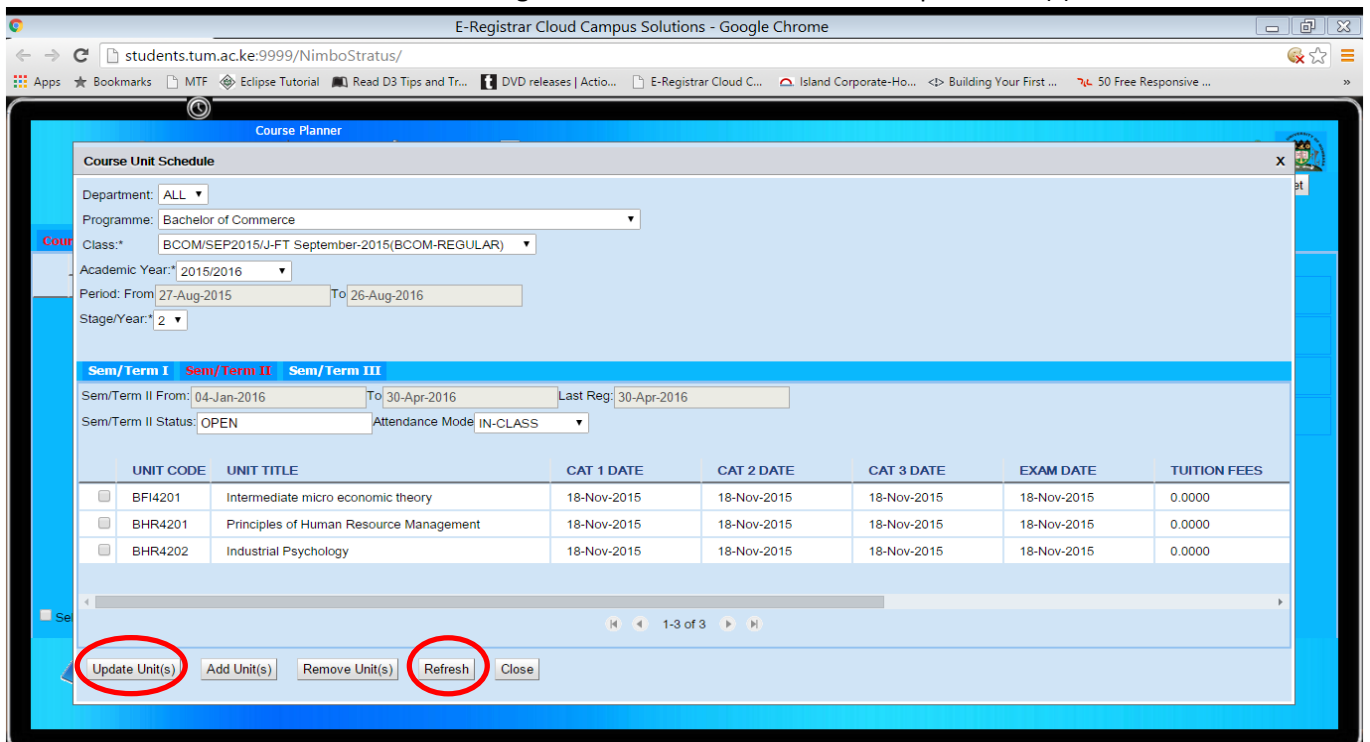 E-Registrar Cloud Campus Solutions - Google Chrome
students.tum.ac.ke:9999/NimboStratus/
Apps Bookmarks MTF Eclipse Tutorial Read D3 Tips and Tr... DVD releases | Actio... E-Registrar Cloud C... Island Corporate-Ho... Building Your First ... 50 Free Responsive ... »
Course Planner
Course Unit Schedule x
Department: ALL
Programme: Bachelor of Commerce
Cour
Class:* BCOM/SEP2015/J-FT September-2015(BCOM-REGULAR)
Academic Year:* 2015/2016
Period: From 27-Aug-2015 To 26-Aug-2016
Stage/Year:* 2
Sem/Term I Sem/Term II Sem/Term III
Sem/Term II From: 04-Jan-2016 To 30-Apr-2016 Last Reg: 30-Apr-2016
Sem/Term II Status: OPEN Attendance Mode IN-CLASS
UNIT CODE UNIT TITLE CAT 1 DATE CAT 2 DATE CAT 3 DATE EXAM DATE TUITION FEES
BFI4201 Intermediate micro economic theory 18-Nov-2015 18-Nov-2015 18-Nov-2015 18-Nov-2015 0.0000
BHR4201 Principles of Human Resource Management 18-Nov-2015 18-Nov-2015 18-Nov-2015 18-Nov-2015 0.0000
BHR4202 Industrial Psychology 18-Nov-2015 18-Nov-2015 18-Nov-2015 18-Nov-2015 0.0000
Sel
1-3 of 3
Update Unit(s) Add Unit(s) Remove Unit(s) Refresh Close